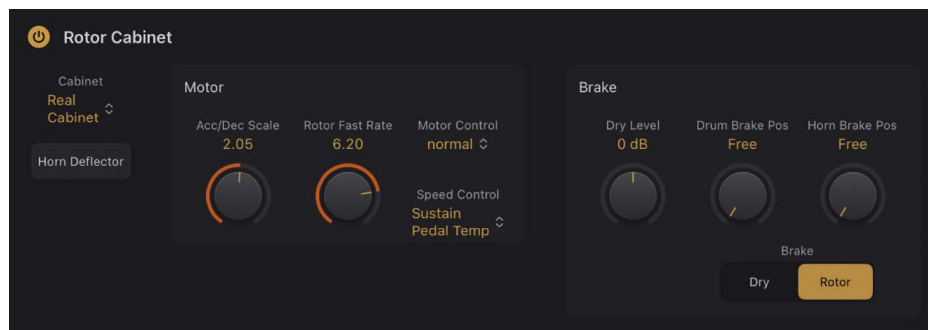 Rotor Cabinet
Cabinet
Real
Cabinet
Horn Deflector
Motor
Acc/Dec Scale
2.05
Rotor Fast Rate
6.20
Motor Control
normal
Speed Control
Sustain
Pedal Temp
Brake
Dry Level
0 dB
Drum Brake Pos
Free
Horn Brake Pos
Free
Brake
Dry
Rotor